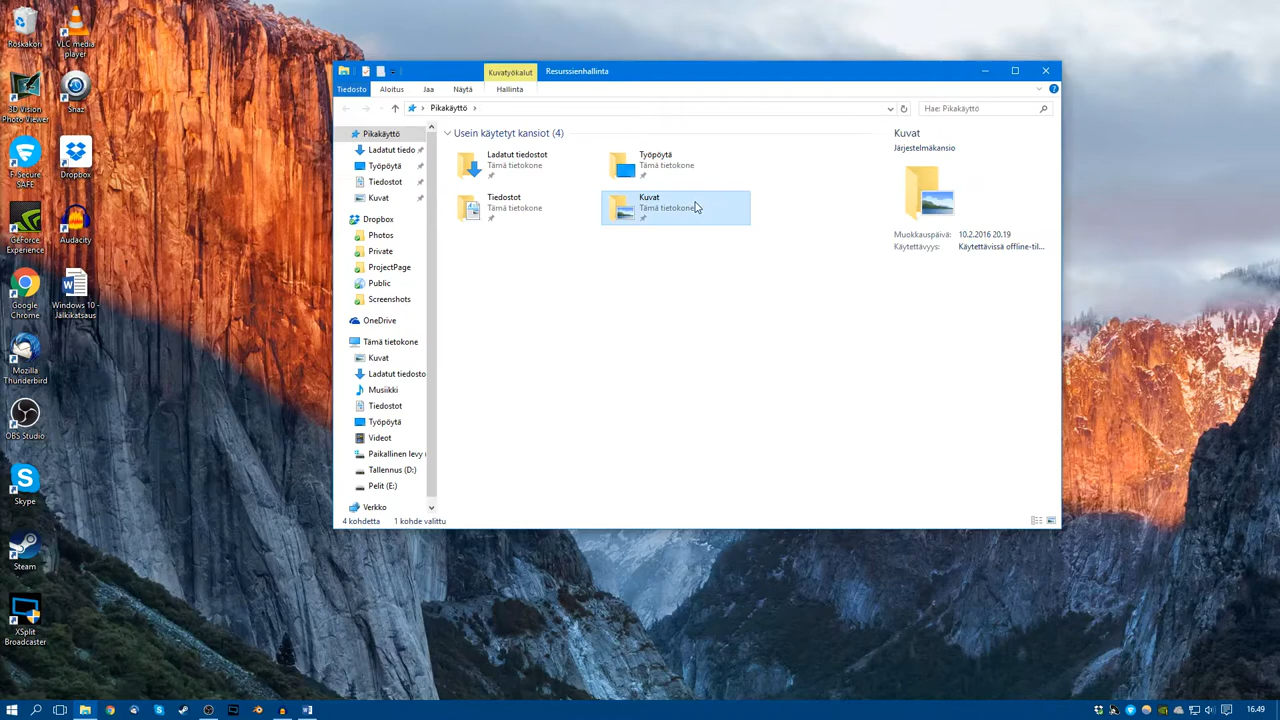 Roskakori
VLC media
player
3D Vision
Photo Viewer
Snaz
F-Secure
SAFE
Dropbox
GeForce
Experience
Audacity
Google
Chrome
Windows 10 -
Jälkikatsaus
Mozilla
Thunderbird
OBS Studio
Skype
Steam
XSplit
Broadcaster
Kuvatyökalut
Resurssienhallinta
Tiedosto
Aloitus
Jaa
Näytä
Hallinta
Pikakäyttö
Hae: Pikakäyttö
Pikakäyttö
Ladatut tiedo
Työpöytä
Tiedostot
Kuvat
Dropbox
Photos
Private
ProjectPage
Public
Screenshots
OneDrive
Tämä tietokone
Kuvat
Ladatut tiedosto
Musiikki
Tiedostot
Työpöytä
Videot
Paikallinen levy
Tallennus (D:)
Pelit (E:)
Verkko
Usein käytetyt kansiot (4)
Ladatut tiedostot
Tämä tietokone
Työpöytä
Tämä tietokone
Tiedostot
Tämä tietokone
Kuvat
Tämä tietokone
Kuvat
Järjestelmäkansio
Muokkauspäivä: 10.2.2016 20.19
Käytettävyys: Käytettävissä offline-til...
4 kohdetta 1 kohde valittu
16.49